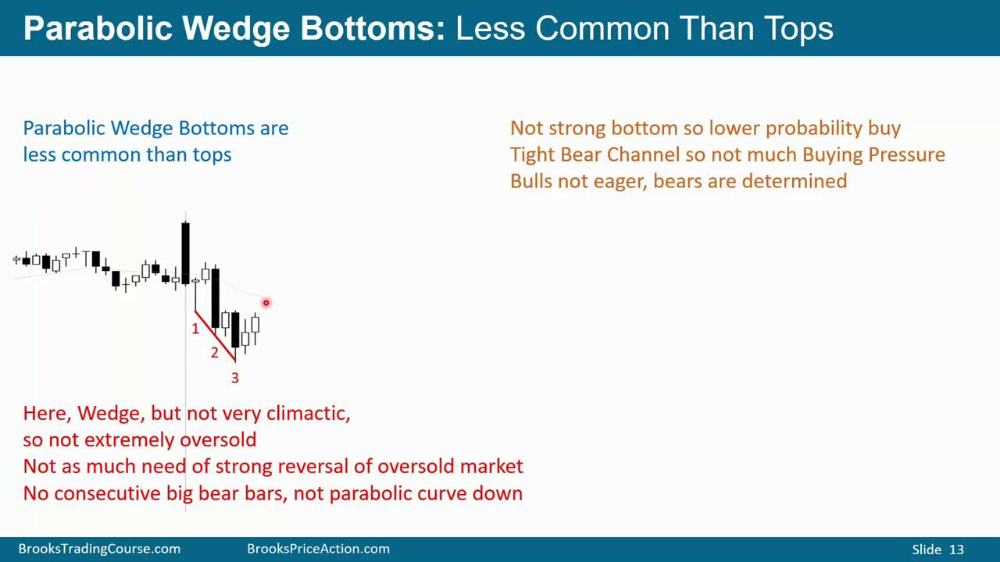 Parabolic Wedge Bottoms: Less Common Than Tops
Parabolic Wedge Bottoms are
less common than tops
Not strong bottom so lower probability buy
Tight Bear Channel so not much Buying Pressure
Bulls not eager, bears are determined
1
2
3
Here, Wedge, but not very climactic,
so not extremely oversold
Not as much need of strong reversal of oversold market
No consecutive big bear bars, not parabolic curve down
BrooksTradingCourse.com
BrooksPriceAction.com
Slide 13